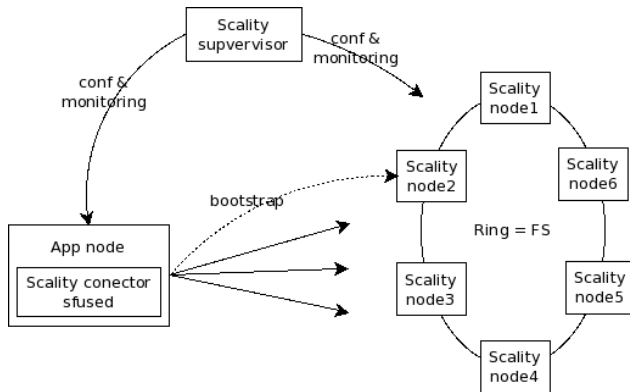 Scality
supvervisor
conf &
monitoring
conf &
monitoring
Scality
node1
Scality
node2
Scality
node6
bootstrap
Ring = FS
App node
Scality conector
sfused
Scality
node3
Scality
node5
Scality
node4